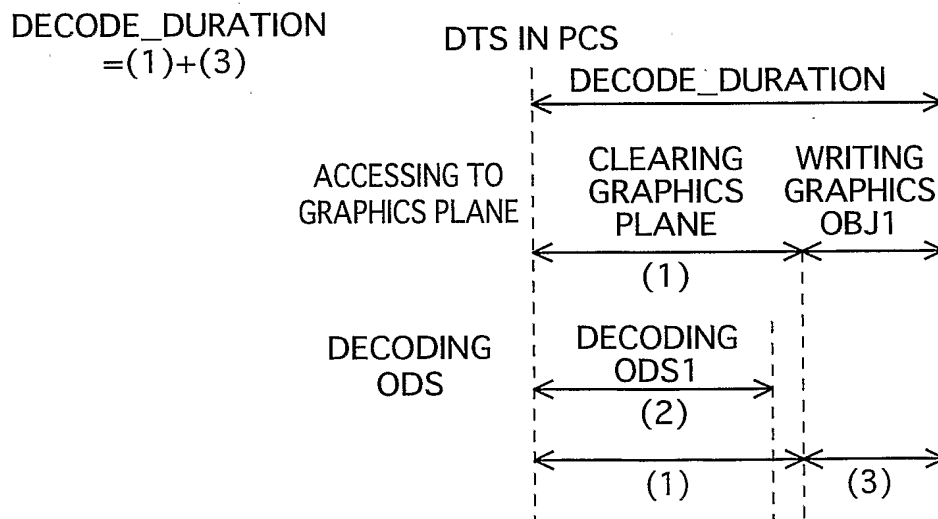 DECODE_DURATION
=(1)+(3)
DTS IN PCS
DECODE_DURATION
ACCESSING TO
GRAPHICS PLANE
CLEARING
GRAPHICS
PLANE
WRITING
GRAPHICS
OBJ1
(1)
DECODING
ODS
DECODING
ODS1
(2)
(1)
(3)